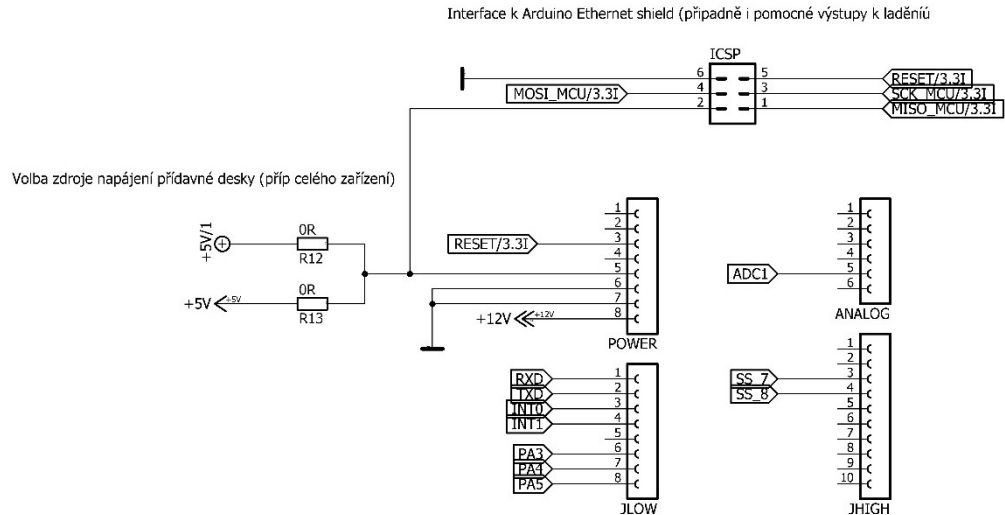 Interface k Arduino Ethernet shield (připadně i pomocné výstupy k laděníú
ICSP
6 5 RESET/3.3I
MOSI_MCU/3.3I 4 3 SCK_MCU/3.3I
2 1 MISO_MCU/3.3I
Volba zdroje napájení přídavné desky (příp celého zařízení)
+5V/1
0R
R12
+5V +5V
0R
R13
1
2
RESET/3.3I 3
4
5
6
7
+12V +12V 8
POWER
1
2
3
4
ADC1 5
6
ANALOG
RXD 1
TXD 2
INT0 3
INT1 4
5
PA3 6
PA4 7
PA5 8
JLOW
1
2
SS_7 3
SS_8 4
5
6
7
8
9
10
JHIGH